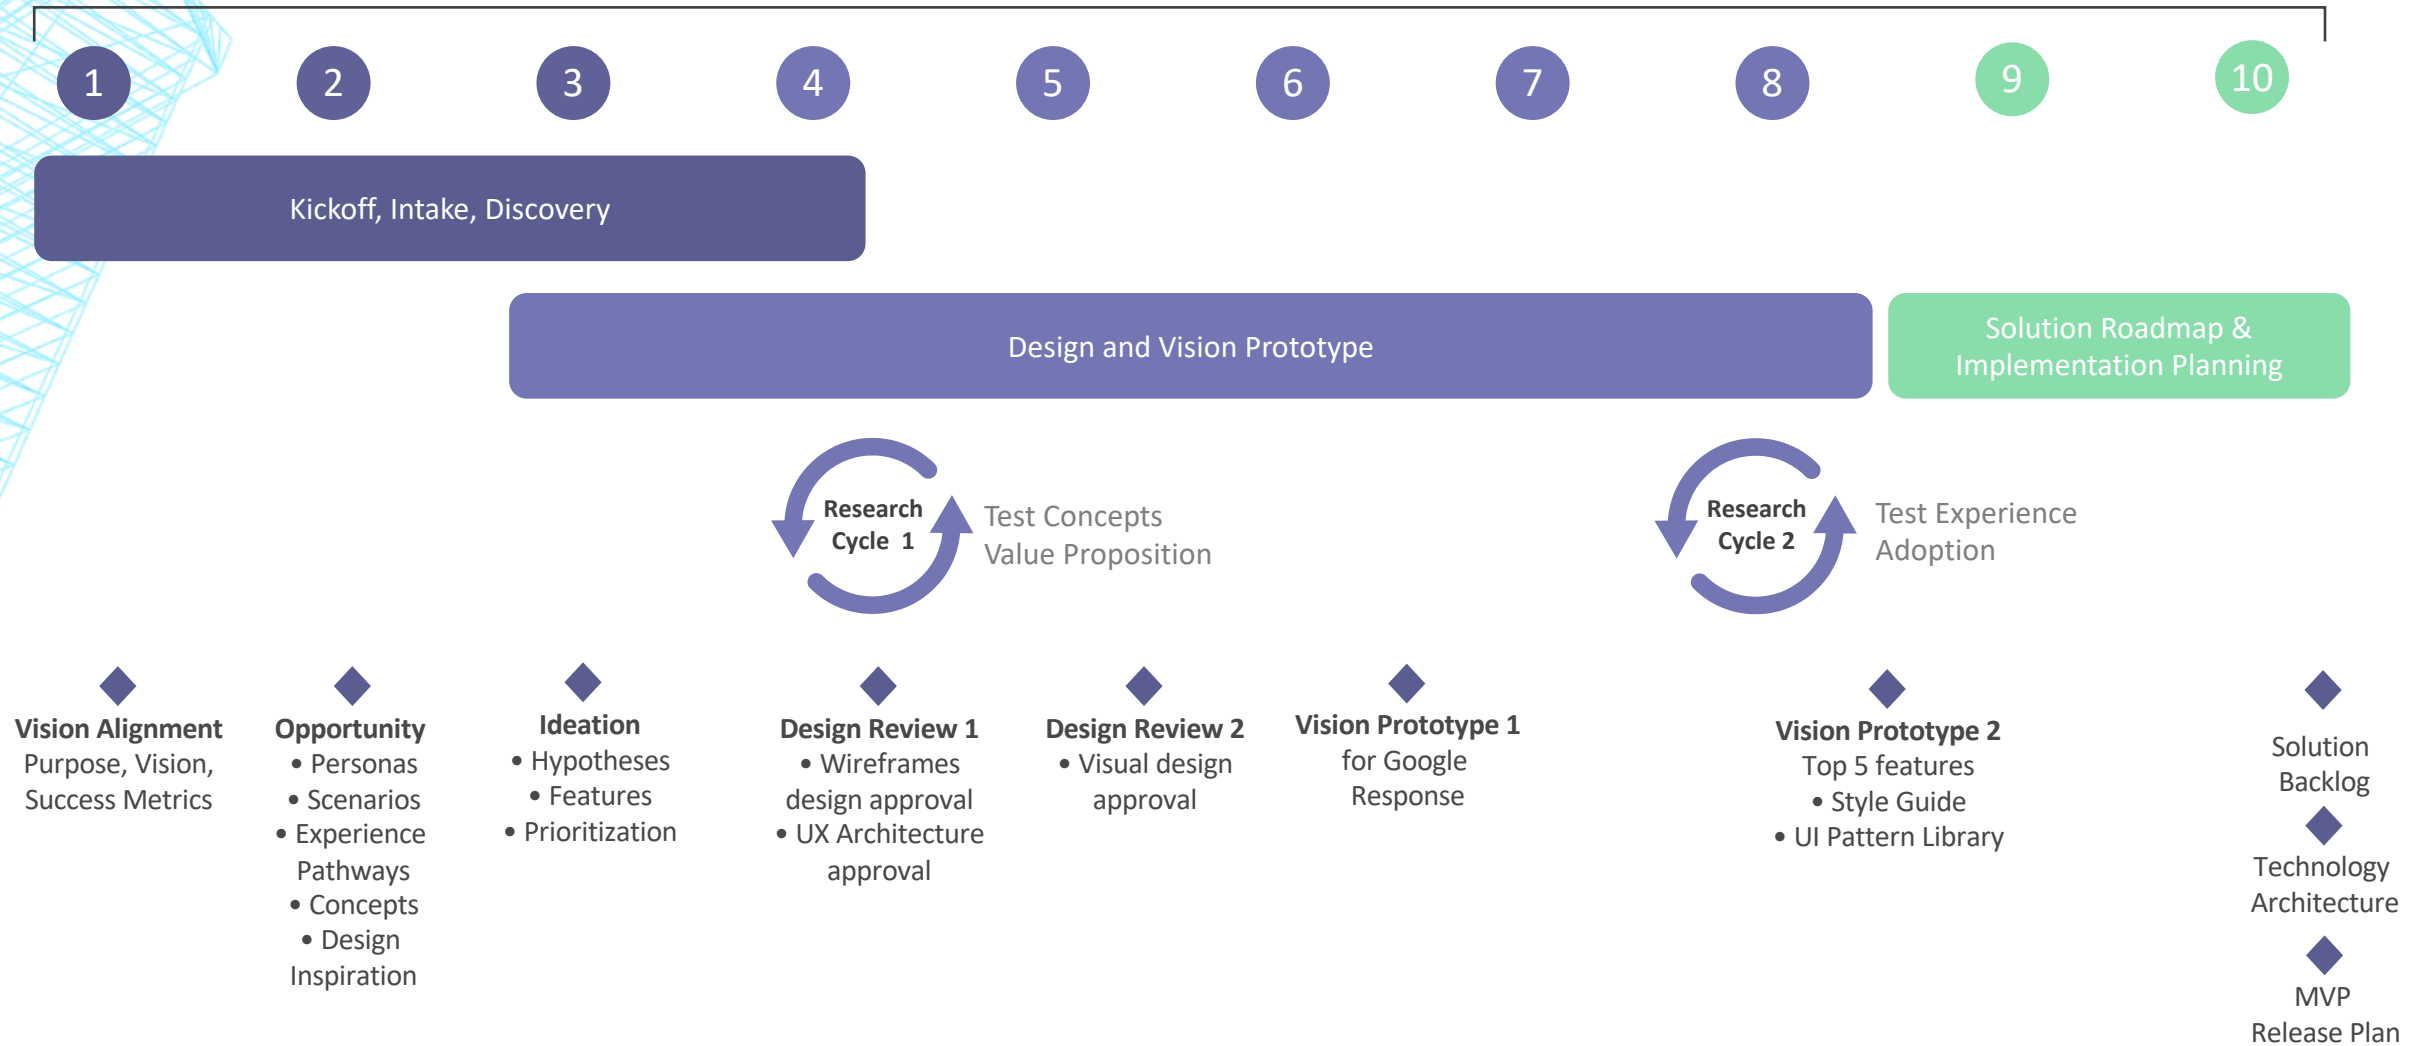 1
2
3
4
5
6
7
8
9
10
Kickoff, Intake, Discovery
Design and Vision Prototype
Solution Roadmap &
Implementation Planning
Research
Cycle 1
Test Concepts
Value Proposition
Research
Cycle 2
Test Experience
Adoption
Vision Alignment
Purpose, Vision,
Success Metrics
Opportunity
• Personas
• Scenarios
• Experience
Pathways
• Concepts
• Design
Inspiration
Ideation
• Hypotheses
• Features
• Prioritization
Design Review 1
• Wireframes
design approval
• UX Architecture
approval
Design Review 2
• Visual design
approval
Vision Prototype 1
for Google
Response
Vision Prototype 2
Top 5 features
• Style Guide
• UI Pattern Library
Solution
Backlog
Technology
Architecture
MVP
Release Plan